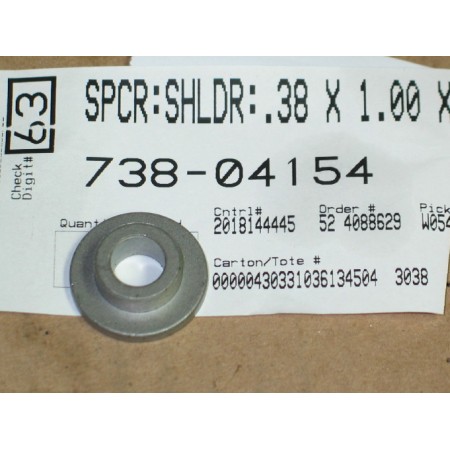 SPCR:SHLDR:.38 X 1.00 X
63
Check
Digit#
738-04154
Cntrl# Order # Pick
2018144445 52 4088629 W054
Carton/Tote #
00000430331036134504 3038